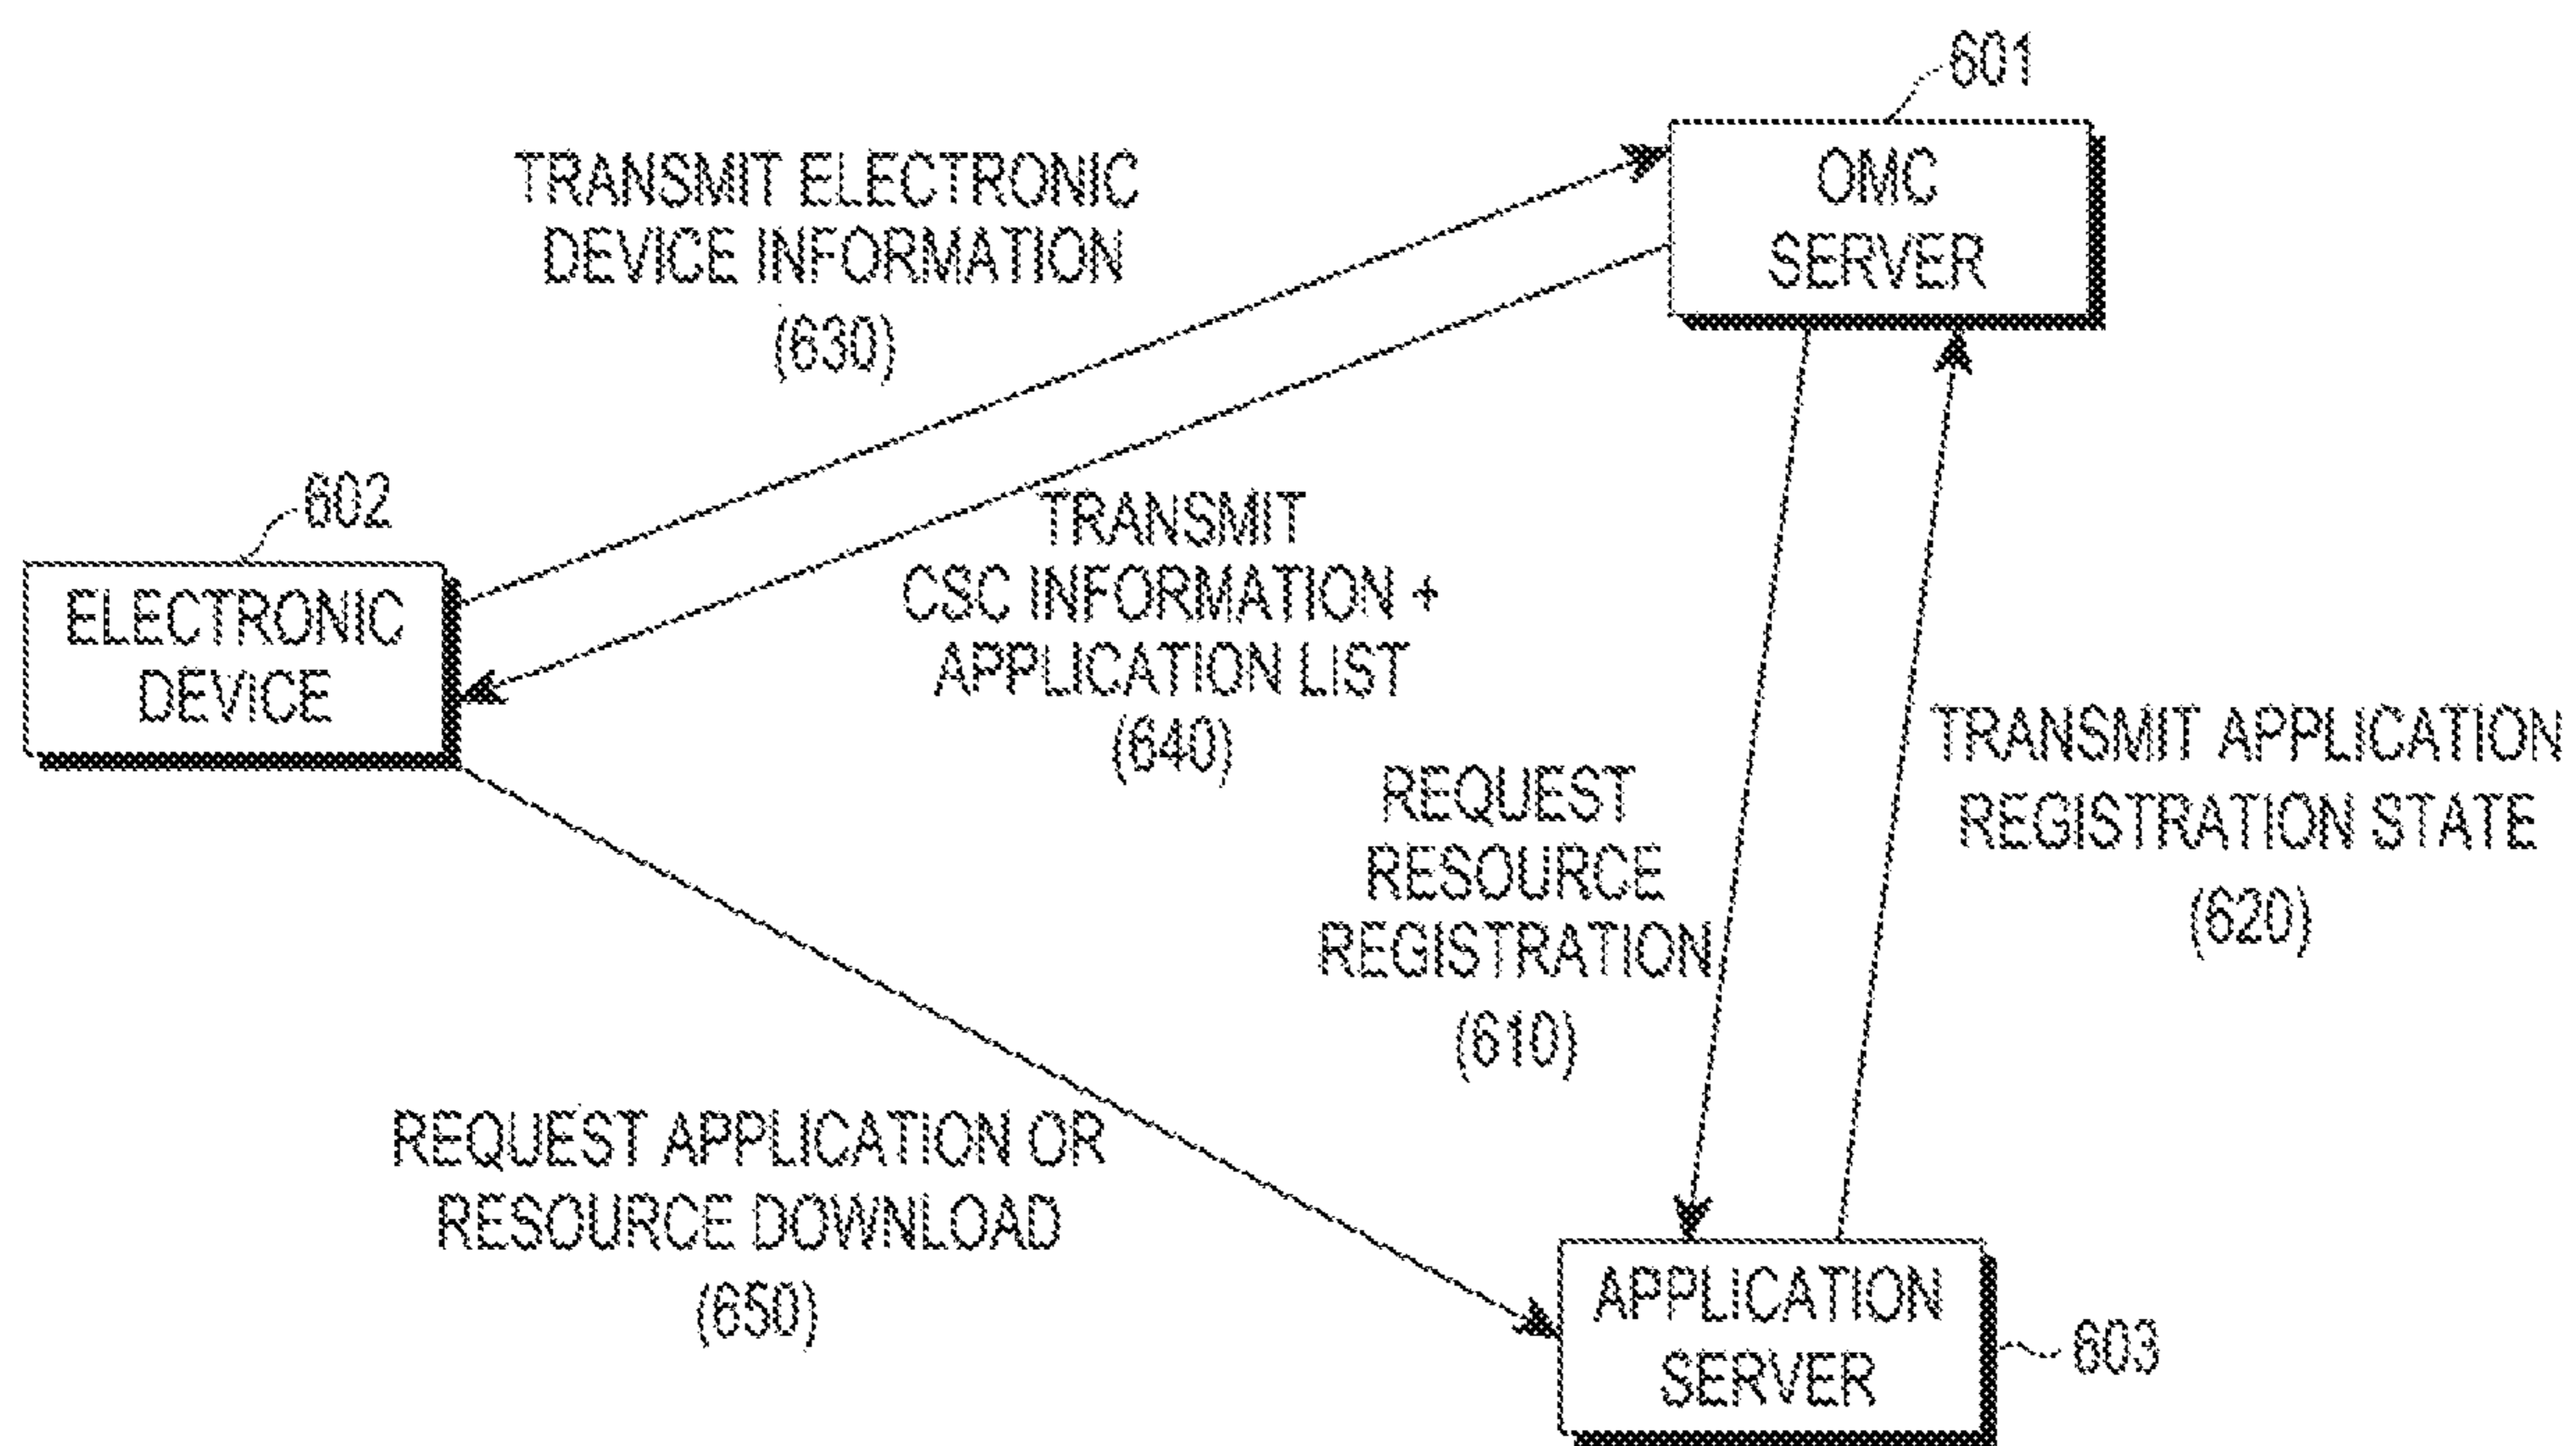 601
OMC
SERVER
TRANSMIT ELECTRONIC
DEVICE INFORMATION
(630)
602
ELECTRONIC
DEVICE
TRANSMIT
CSC INFORMATION +
APPLICATION LIST
(640)
REQUEST
RESOURCE
REGISTRATION
(610)
TRANSMIT APPLICATION
REGISTRATION STATE
(620)
REQUEST APPLICATION OR
RESOURCE DOWNLOAD
(650)
APPLICATION
SERVER
603